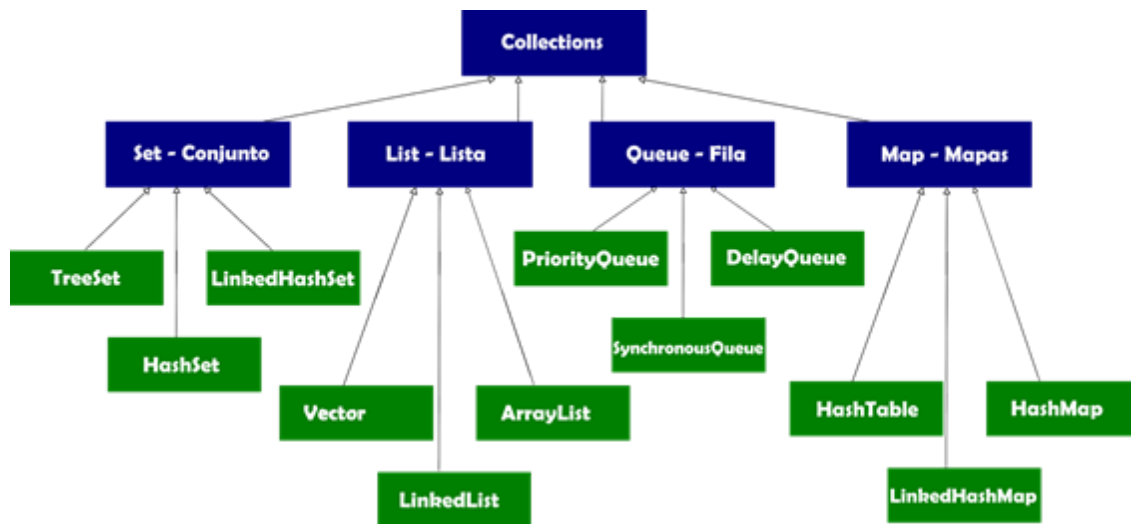 Collections
Set - Conjunto
List - Lista
Queue - Fila
Map - Mapas
TreeSet
LinkedHashSet
HashSet
PriorityQueue
DelayQueue
SynchronousQueue
Vector
ArrayList
LinkedList
HashTable
HashMap
LinkedHashMap